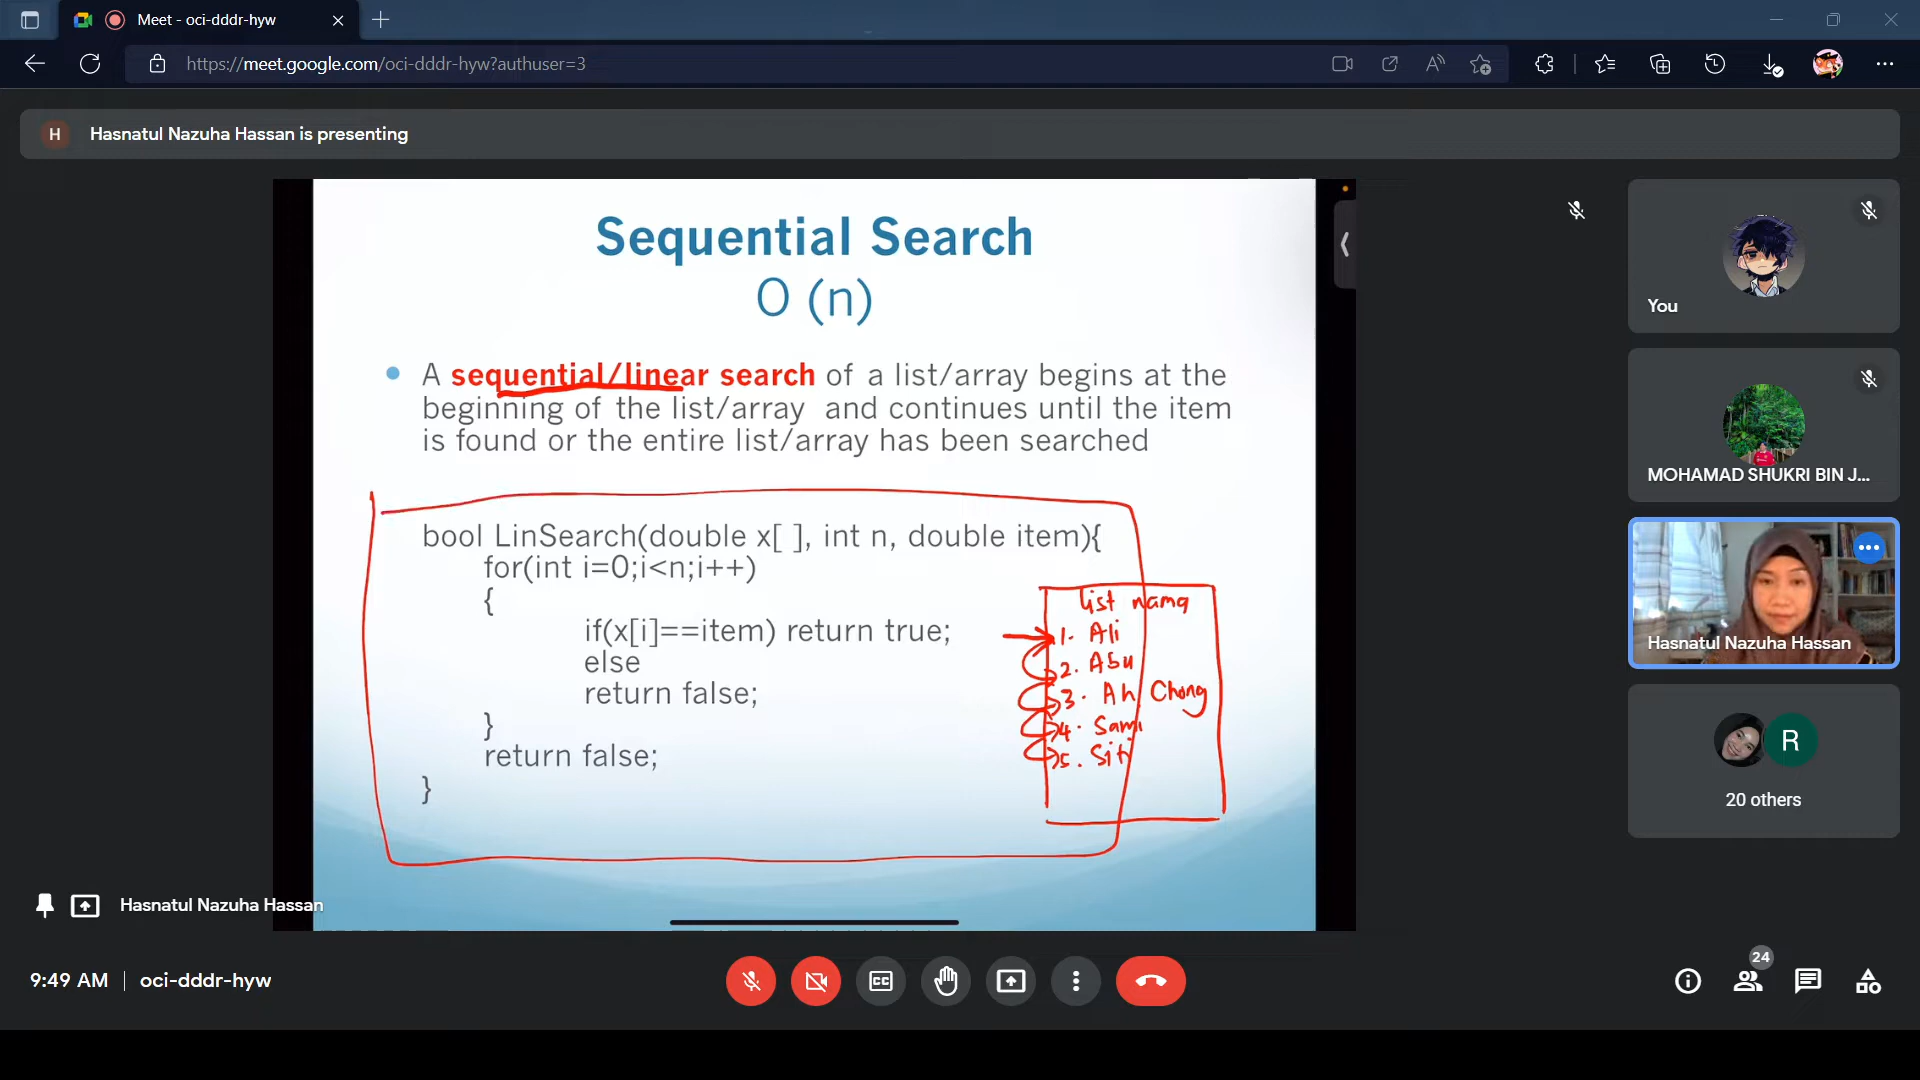 Meet - oci-dddr-hyw
https://meet.google.com/oci-dddr-hyw?authuser=3
H
Hasnatul Nazuha Hassan is presenting
Sequential Search
O (n)
A sequential/linear search of a list/array begins at the
beginning of the list/array and continues until the item
is found or the entire list/array has been searched
bool LinSearch(double x[ ], int n, double item){
for(int i=0;i<n;i++)
{
if(x[i]==item) return true;
else
return false;
}
return false;
}
list nama
1. Ali
2. Abu
3. Ah Chong
4. Sami
5. Siti
You
MOHAMAD SHUKRI BIN J...
Hasnatul Nazuha Hassan
R
20 others
Hasnatul Nazuha Hassan
9:49 AM
oci-dddr-hyw
CC
24